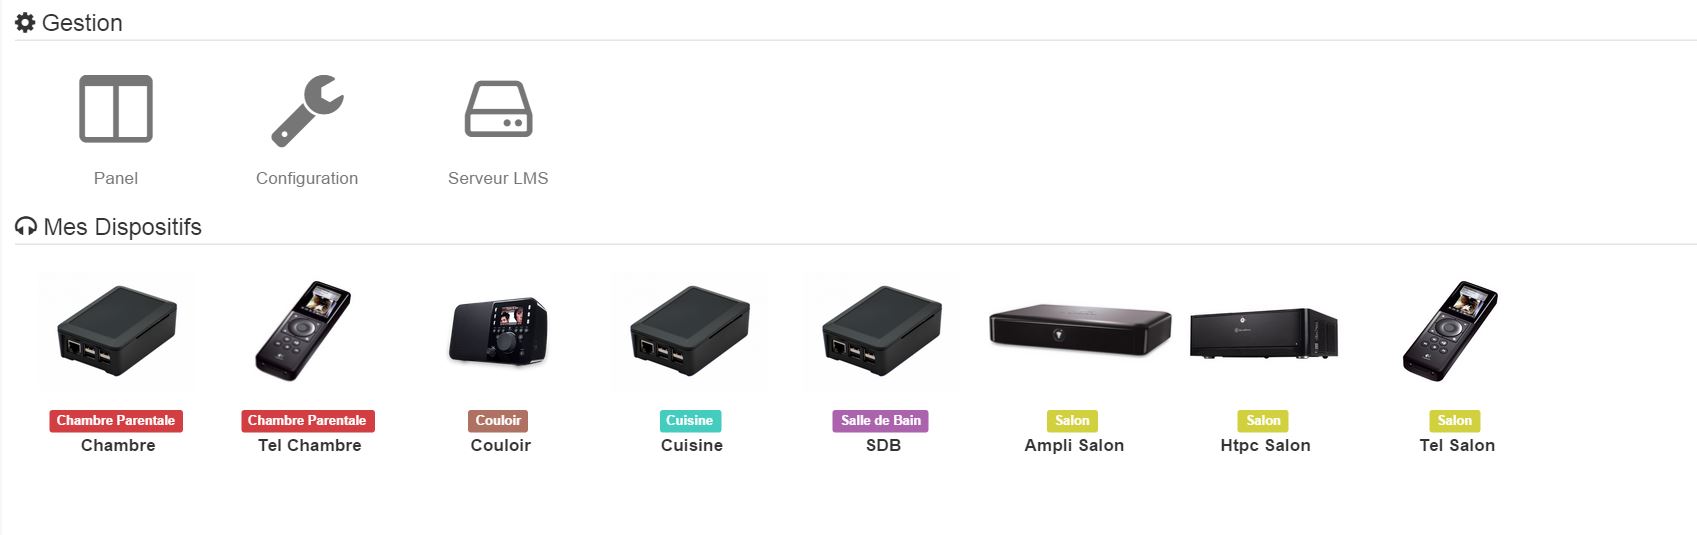 Gestion
Panel
Configuration
Serveur LMS
Mes Dispositifs
Chambre Parentale
Chambre
Chambre Parentale
Tel Chambre
Couloir
Couloir
Cuisine
Cuisine
Salle de Bain
SDB
Salon
Ampli Salon
Salon
Htpc Salon
Salon
Tel Salon